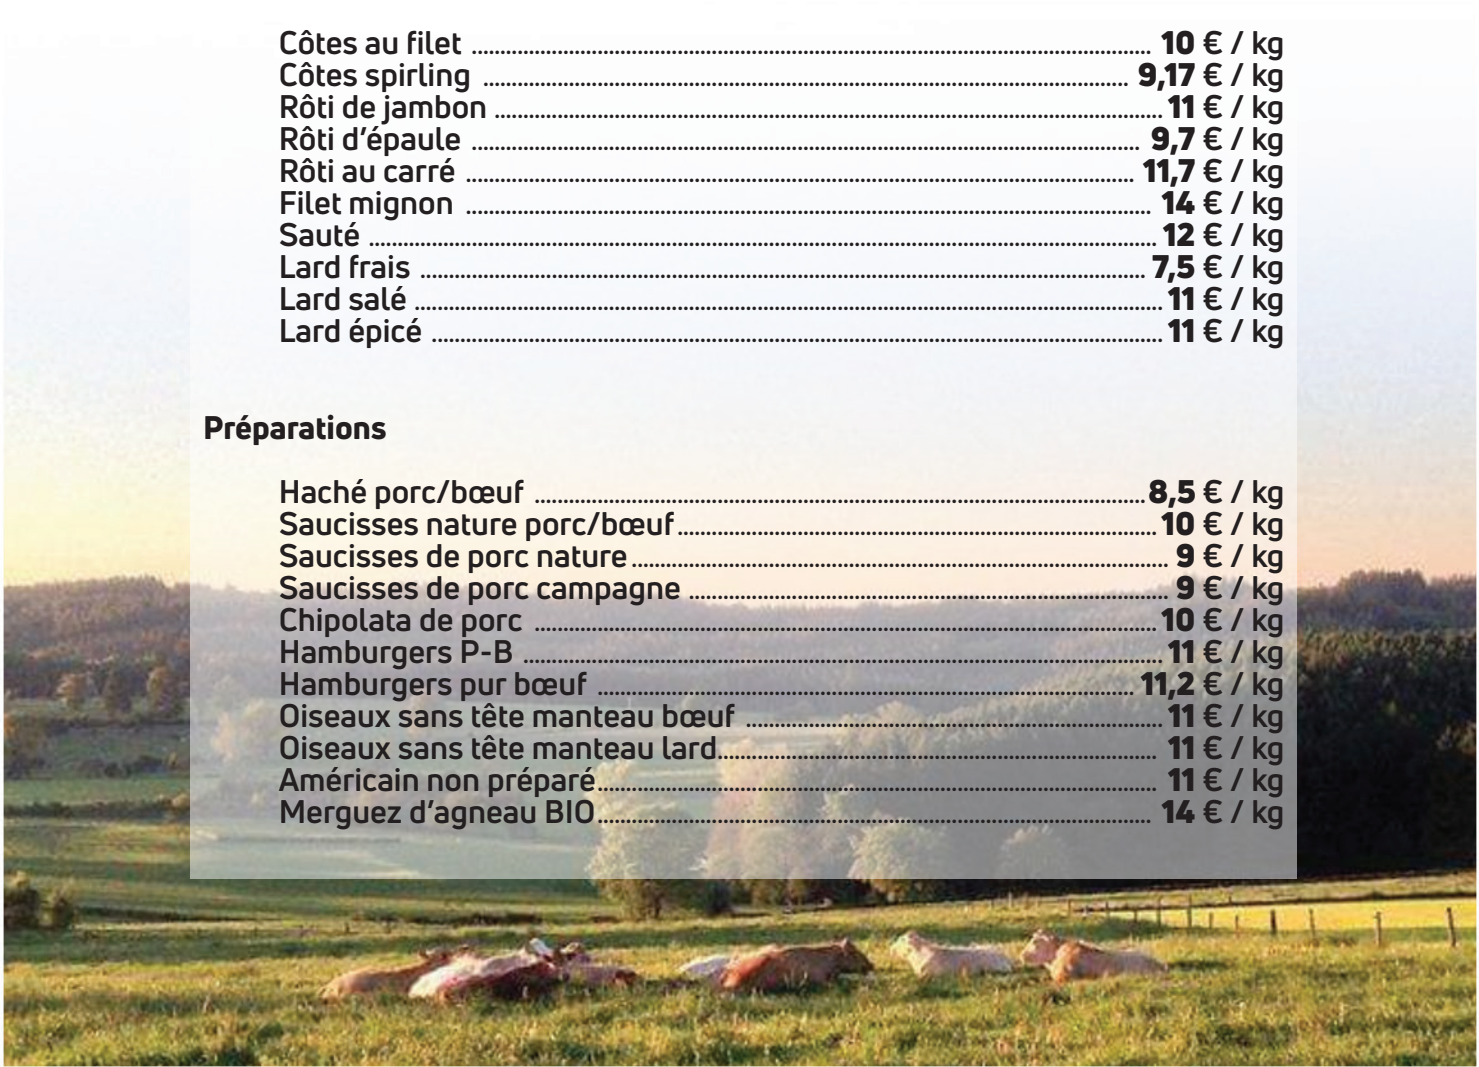 Côtes au filet ........ 10 € / kg
Côtes spirling ........ 9,17 € / kg
Rôti de jambon ........ 11 € / kg
Rôti d’épaule ........ 9,7 € / kg
Rôti au carré ........ 11,7 € / kg
Filet mignon ........ 14 € / kg
Sauté ........ 12 € / kg
Lard frais ........ 7,5 € / kg
Lard salé ........ 11 € / kg
Lard épicé ........ 11 € / kg
Préparations
Haché porc/bœuf ........ 8,5 € / kg
Saucisses nature porc/bœuf ........ 10 € / kg
Saucisses de porc nature ........ 9 € / kg
Saucisses de porc campagne ........ 9 € / kg
Chipolata de porc ........ 10 € / kg
Hamburgers P-B ........ 11 € / kg
Hamburgers pur bœuf ........ 11,2 € / kg
Oiseaux sans tête manteau bœuf ........ 11 € / kg
Oiseaux sans tête manteau lard ........ 11 € / kg
Américain non préparé ........ 11 € / kg
Merguez d’agneau BIO ........ 14 € / kg